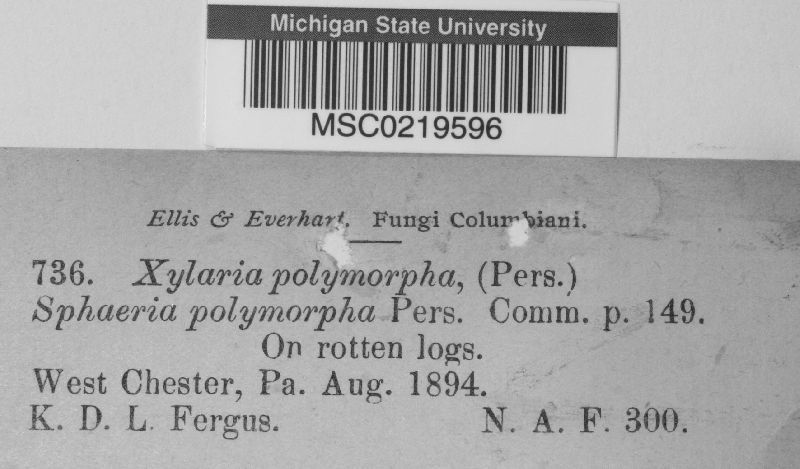 Michigan State University
MSC0219596
Ellis & Everhart. Fungi Columbiani.
736. Xylaria polymorpha, (Pers.)
Sphaeria polymorpha Pers. Comm. p. 149.
On rotten logs.
West Chester, Pa. Aug. 1894.
K. D. L. Fergus. N. A. F. 300.